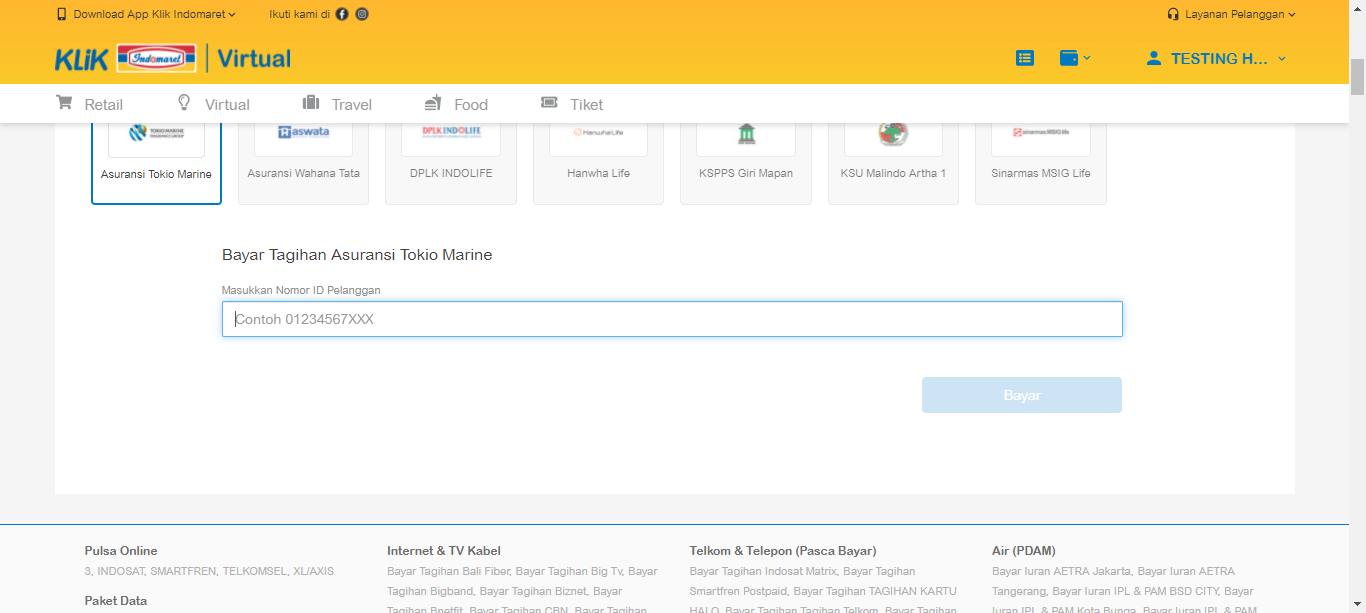 Download App Klik Indomaret Ikuti kami di Layanan Pelanggan
KLiK Indomaret Virtual TESTING H...
Retail Virtual Travel Food Tiket
TOKIO MARINE aswata DPLK INDOLIFE HanwhaLife sinarmas MSIG life
INSURANCE GROUP
Asuransi Tokio Marine Asuransi Wahana Tata DPLK INDOLIFE Hanwha Life KSPPS Giri Mapan KSU Malindo Artha 1 Sinarmas MSIG Life
Bayar Tagihan Asuransi Tokio Marine
Masukkan Nomor ID Pelanggan
Contoh 01234567XXX
Bayar
Pulsa Online
3, INDOSAT, SMARTFREN, TELKOMSEL, XL/AXIS
Paket Data
Internet & TV Kabel
Bayar Tagihan Bali Fiber, Bayar Tagihan Big Tv, Bayar
Tagihan Bigband, Bayar Tagihan Biznet, Bayar
Tagihan Bnetfit, Bayar Tagihan CBN, Bayar Tagihan
Telkom & Telepon (Pasca Bayar)
Bayar Tagihan Indosat Matrix, Bayar Tagihan
Smartfren Postpaid, Bayar Tagihan TAGIHAN KARTU
HALO, Bayar Tagihan Tagihan Telkom, Bayar Tagihan
Air (PDAM)
Bayar Iuran AETRA Jakarta, Bayar Iuran AETRA
Tangerang, Bayar Iuran IPL & PAM BSD CITY, Bayar
Iuran IPL & PAM Kota Bunga, Bayar Iuran IPL & PAM